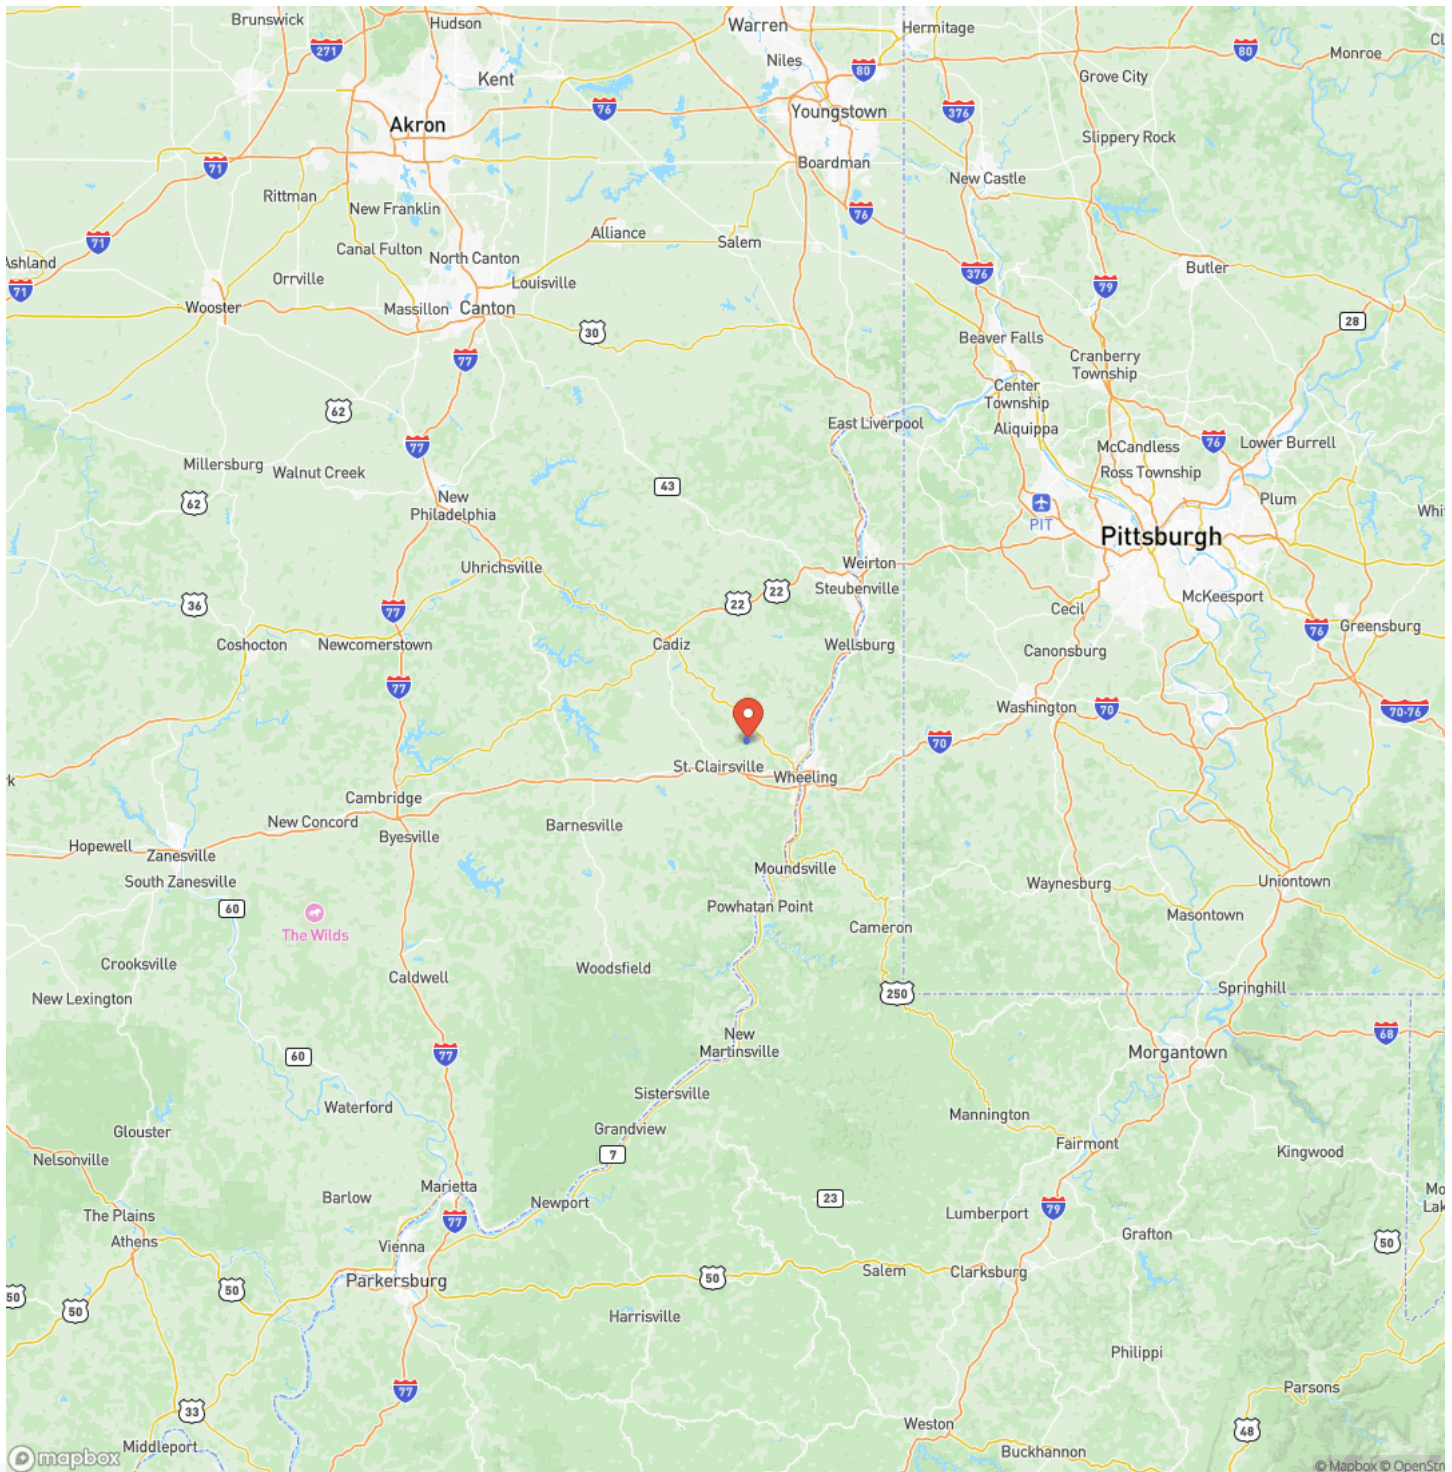 Brunswick
Hudson
Warren
Hermitage
271
Niles
80
80
Monroe
Kent
Grove City
76
Youngstown
376
Akron
Slippery Rock
71
Boardman
New Castle
Rittman
New Franklin
76
Alliance
Salem
71
Canal Fulton
North Canton
Ashland
376
Butler
Orrville
Louisville
79
71
Wooster
Massillon
Canton
28
30
Beaver Falls
77
Cranberry
Township
Center
Township
62
East Liverpool
Aliquippa
77
McCandless
76
Lower Burrell
Millersburg
Walnut Creek
Ross Township
43
New
Philadelphia
62
Plum
PIT
Whi
Pittsburgh
Uhrichsville
Weirton
Steubenville
36
77
22
22
McKeesport
Cecil
76
Greensburg
Coshocton
Newcomerstown
Cadiz
Wellsburg
Canonsburg
77
Washington
70
70-76
70
St. Clairsville
Wheeling
rk
Cambridge
New Concord
Barnesville
Byesville
Hopewell
Zanesville
Moundsville
South Zanesville
Waynesburg
Uniontown
60
Powhatan Point
Masontown
The Wilds
Cameron
Crooksville
Woodsfield
Caldwell
Springhill
New Lexington
250
68
New
Martinsville
60
77
Morgantown
Sistersville
Waterford
Mannington
Glouster
Grandview
Fairmont
Kingwood
7
Nelsonville
Marietta
Barlow
Newport
23
79
Mo
Lak
The Plains
77
Lumberport
Athens
Vienna
Grafton
50
Parkersburg
50
Salem
Clarksburg
50
50
50
Harrisville
Philippi
77
Parsons
33
Weston
48
Middleport
Buckhannon
mapbox
© Mapbox © OpenStr